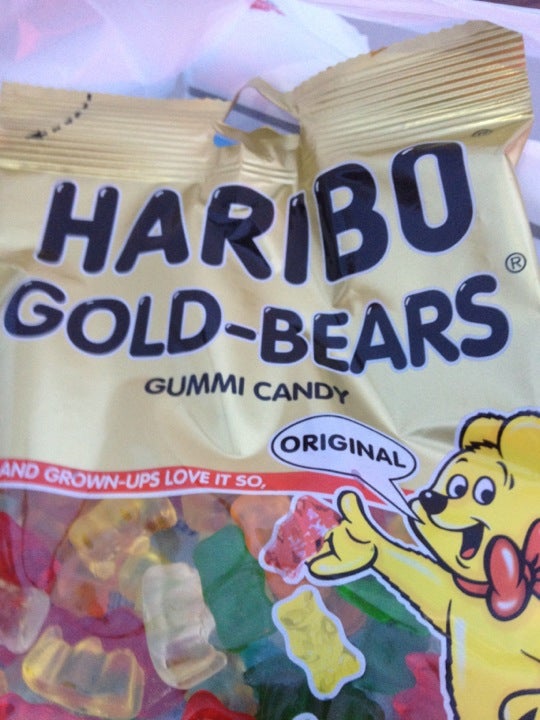 HARIBO
GOLD-BEARS®
GUMMI CANDY
ORIGINAL
AND GROWN-UPS LOVE IT SO,